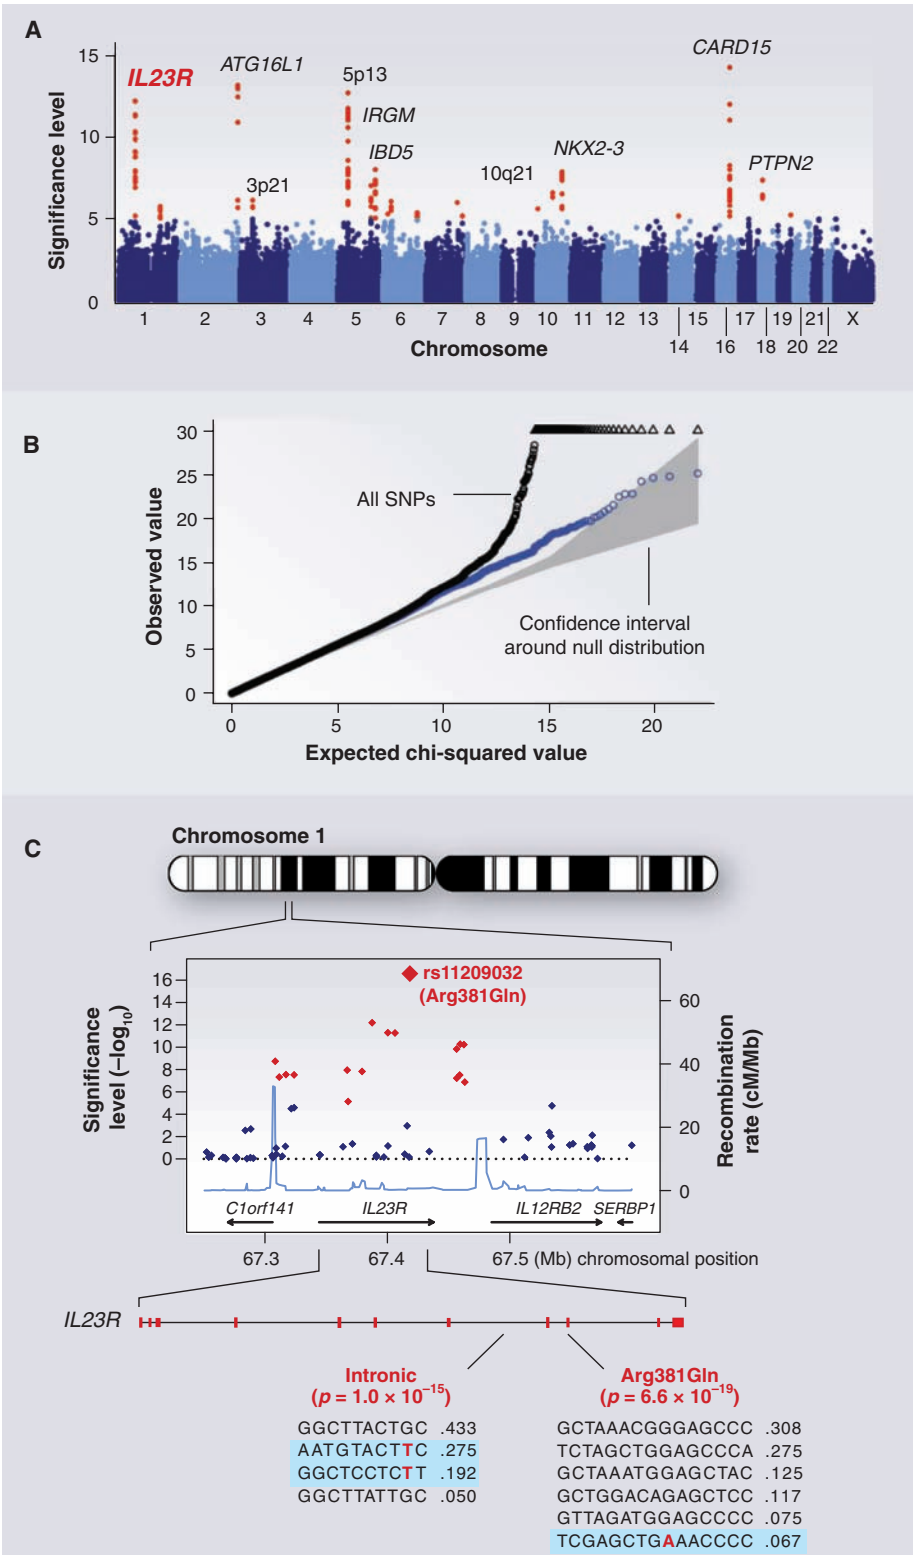 A
Significance level
15
10
5
0
IL23R
ATG16L1
3p21
5p13
IRGM
IBD5
10q21
NKX2-3
CARD15
PTPN2
1 2 3 4 5 6 7 8 9 10 11 12 13 15 17 19 21 X
14 16 18 20 22
Chromosome
B
Observed value
30
25
20
15
10
5
0
All SNPs
Confidence interval
around null distribution
0 5 10 15 20
Expected chi-squared value
C
Chromosome 1
Significance
level (–log10)
16
14
12
10
8
6
4
2
0
rs11209032
(Arg381Gln)
60
40
20
0
Recombination
rate (cM/Mb)
C1orf141 IL23R IL12RB2 SERBP1
67.3 67.4 67.5 (Mb) chromosomal position
IL23R
Intronic
(p = 1.0 × 10–15)
GGCTTACTGC .433
AATGTACTTC .275
GGCTCCTCTT .192
GGCTTATTGC .050
Arg381Gln
(p = 6.6 × 10–19)
GCTAAACGGGAGCCC .308
TCTAGCTGGAGCCCA .275
GCTAAATGGAGCTAC .125
GCTGGACAGAGCTCC .117
GTTAGATGGAGCCCC .075
TCGAGCTGAAACCCC .067